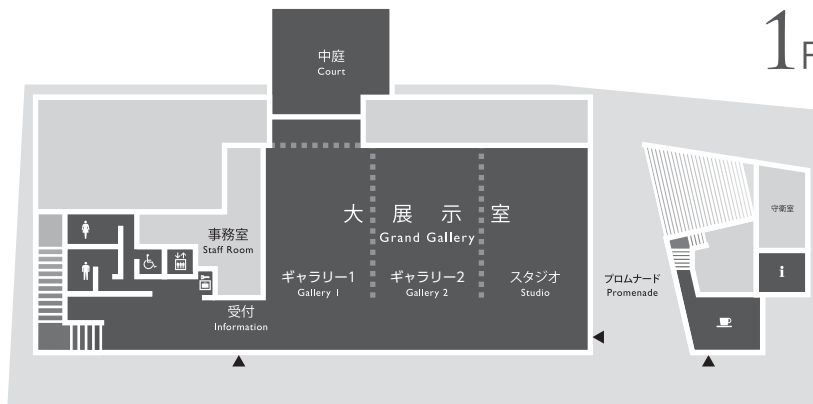 1F
中庭
Court
大展示室
Grand Gallery
事務室
Staff Room
ギャラリー1
Gallery 1
ギャラリー2
Gallery 2
スタジオ
Studio
受付
Information
プロムナード
Promenade
守衛室
i